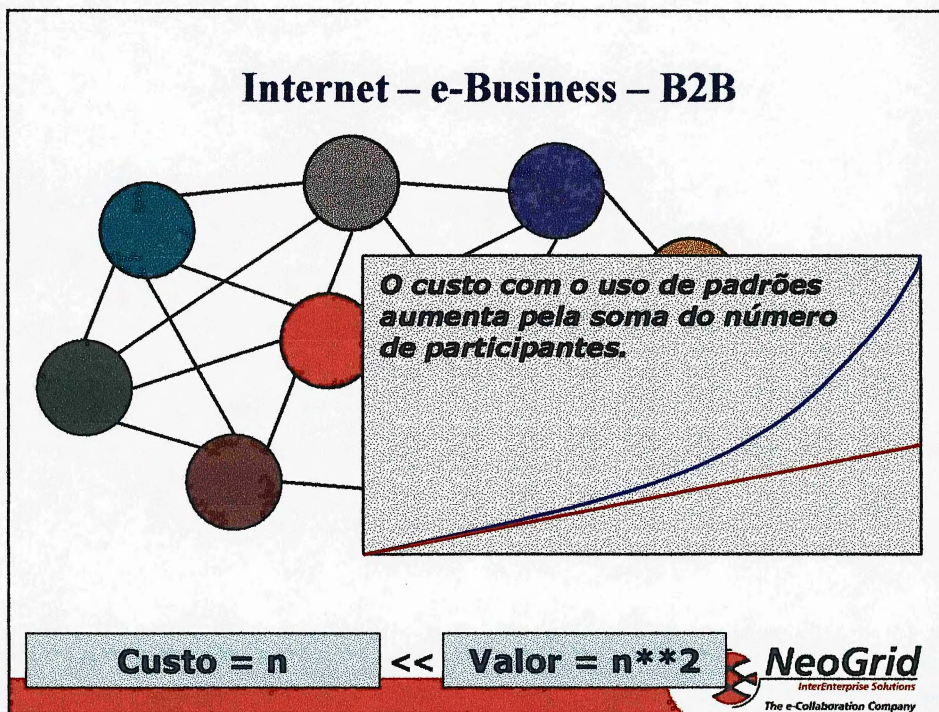 Internet – e-Business – B2B
O custo com o uso de padrões
aumenta pela soma do número
de participantes.
Custo = n << Valor = n**2
NeoGrid
InterEnterprise Solutions
The e-Collaboration Company